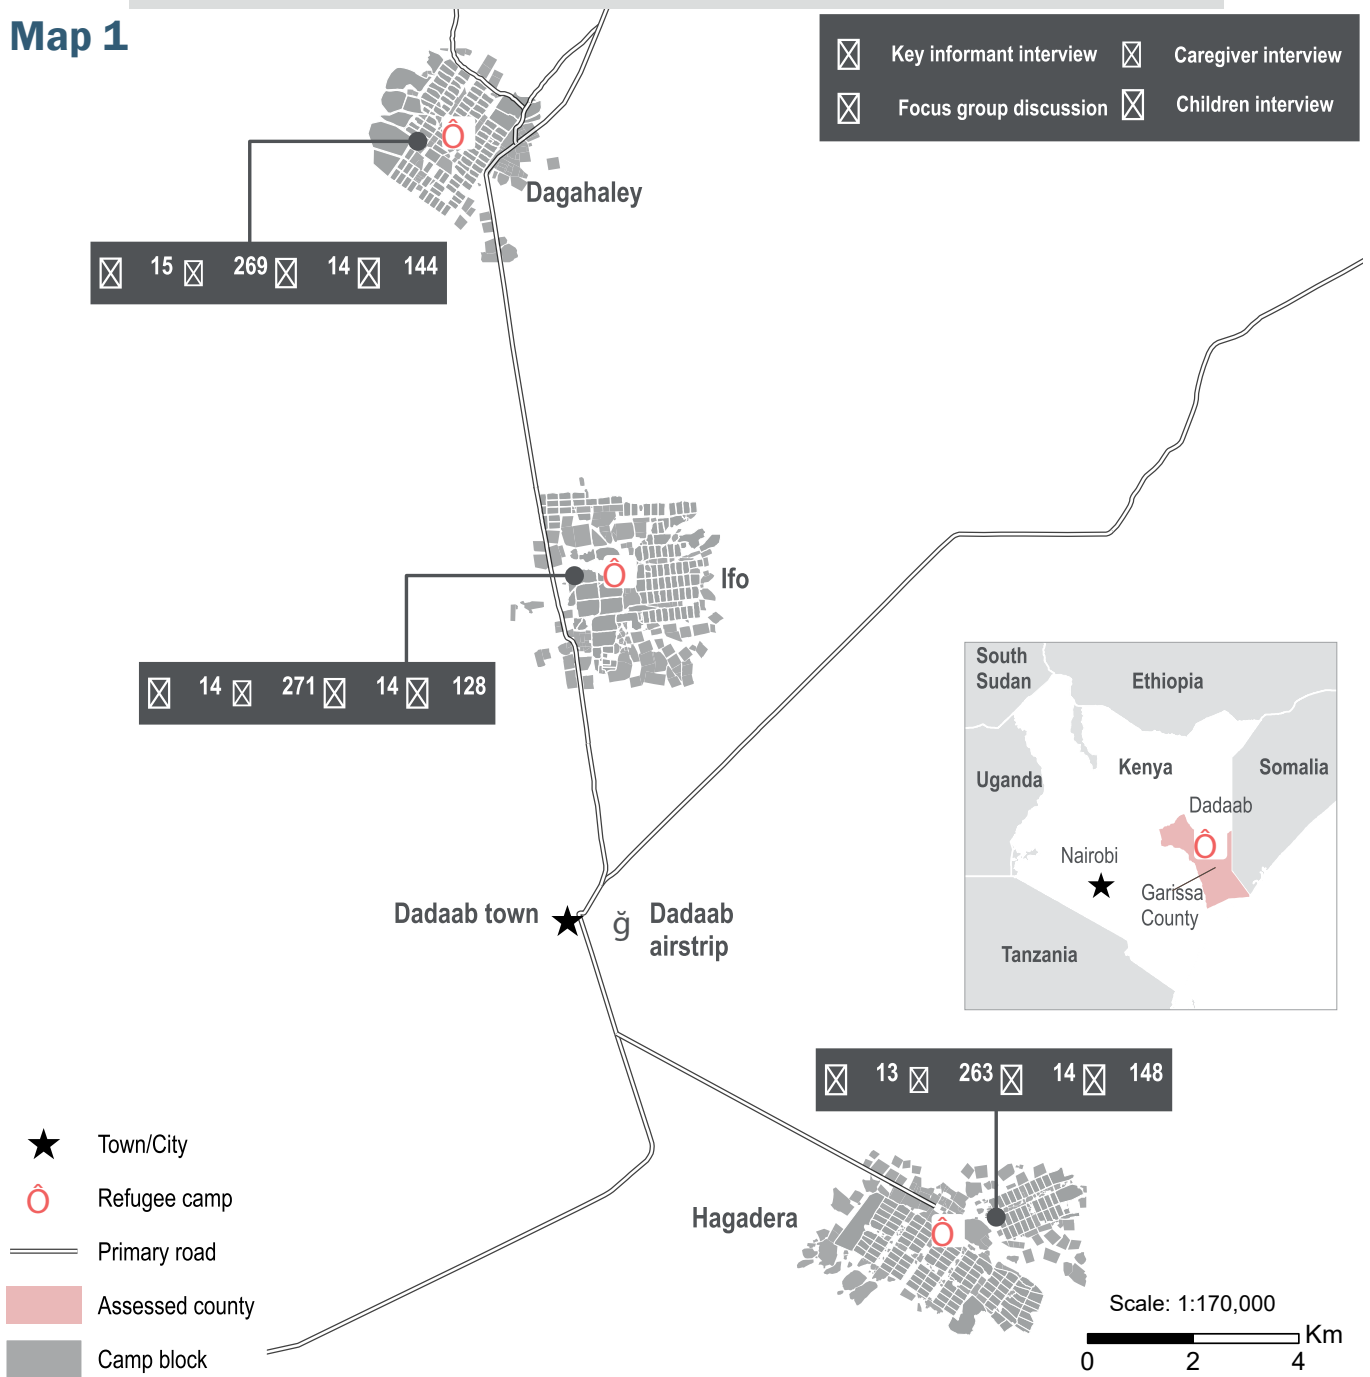 Map 1
Key informant interview
Caregiver interview
Focus group discussion
Children interview
Ô
Dagahaley
15 269 14 144
Ô
Ifo
14 271 14 128
South
Sudan
Ethiopia
Uganda
Kenya
Somalia
Dadaab
Ô
Nairobi
Garissa
County
Tanzania
Dadaab town
ğ
Dadaab
airstrip
13 263 14 148
Hagadera
Ô
Town/City
Ô Refugee camp
Primary road
Assessed county
Camp block
Scale: 1:170,000
Km
0 2 4